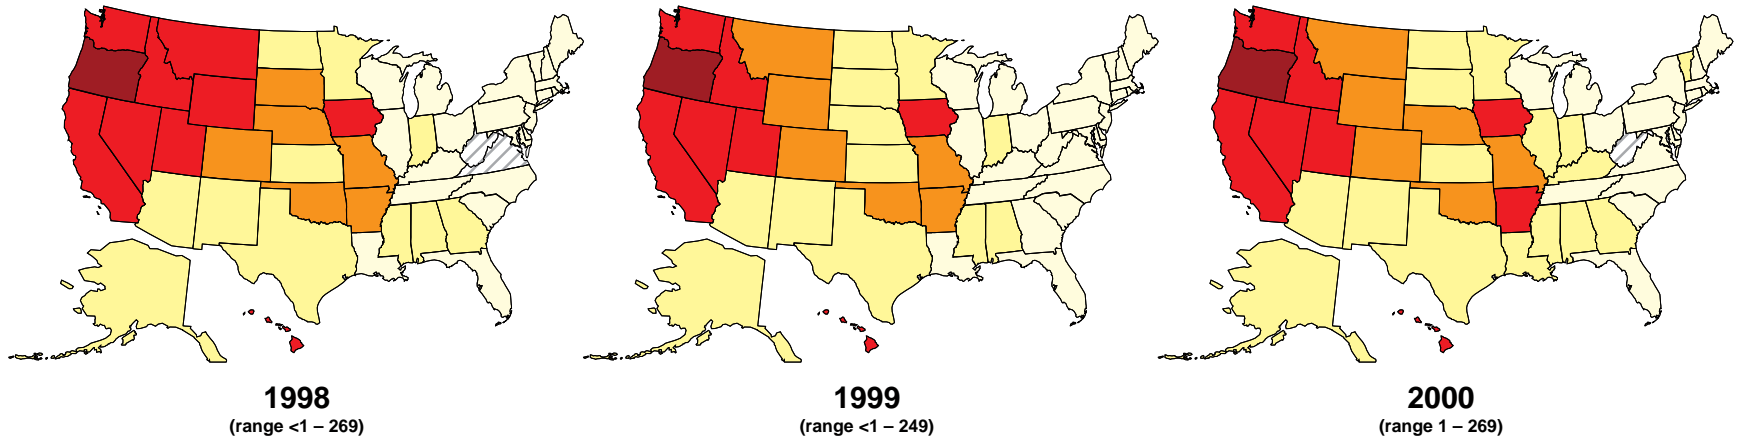 1998
(range <1 – 269)
1999
(range <1 – 249)
2000
(range 1 – 269)